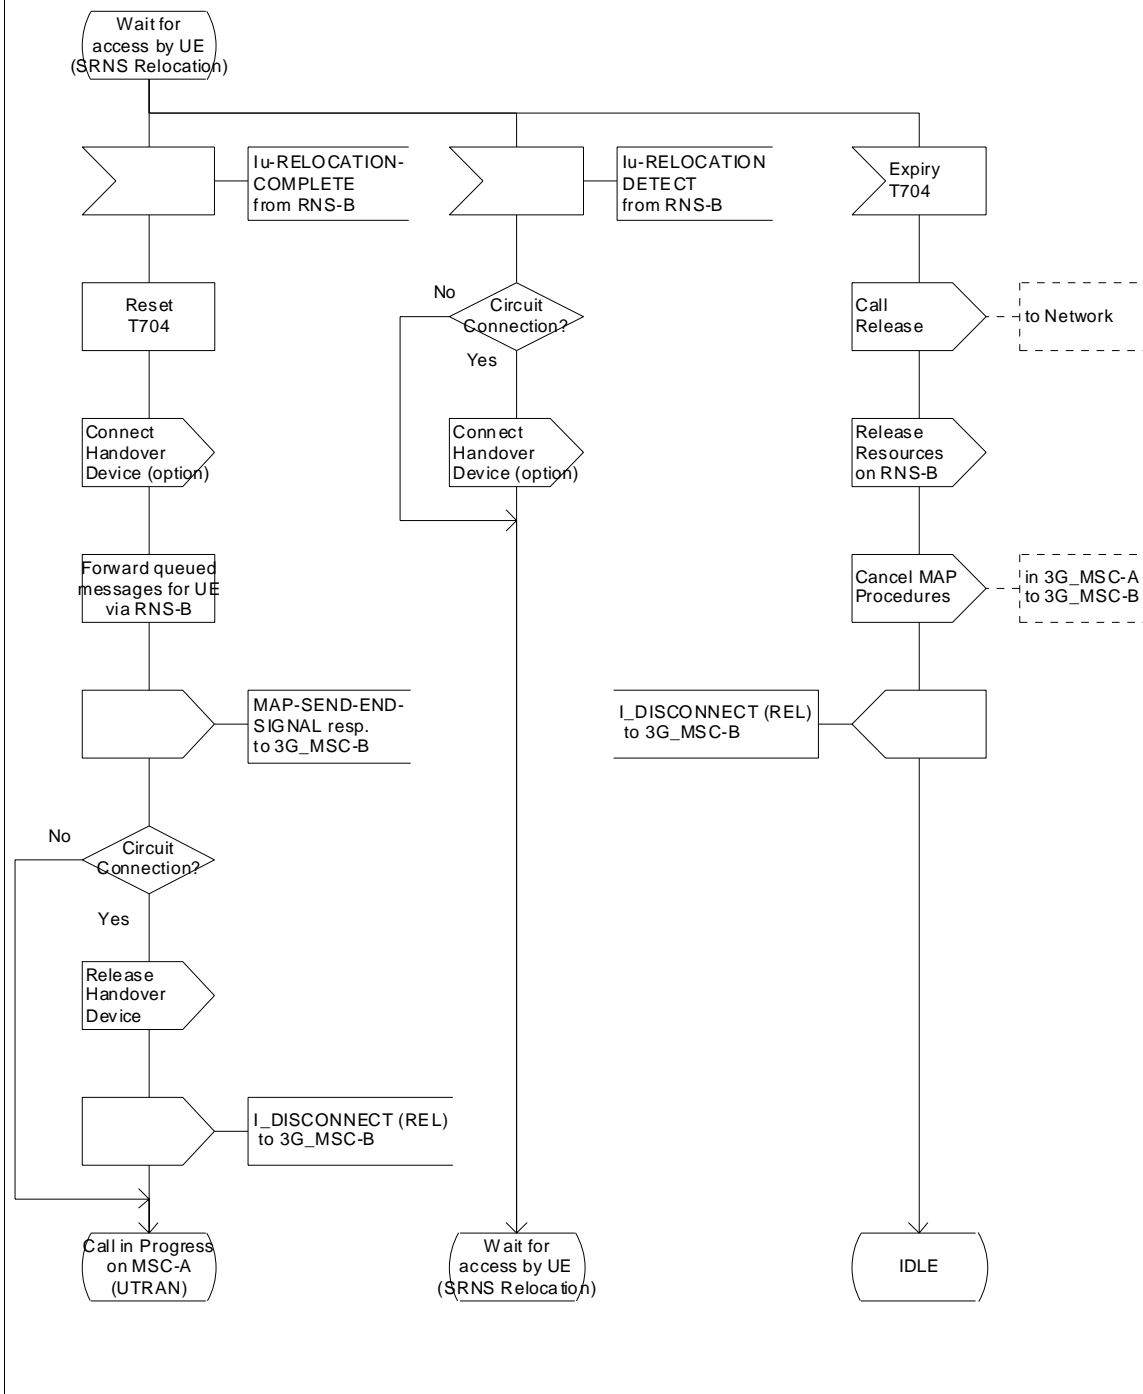 Wait for
access by UE
(SRNS Relocation)
Iu-RELOCATION-
COMPLETE
from RNS-B
Iu-RELOCATION
DETECT
from RNS-B
Expiry
T704
Reset
T704
No
Circuit
Connection?
Yes
Call
Release
to Network
Connect
Handover
Device (option)
Connect
Handover
Device (option)
Release
Resources
on RNS-B
Forward queued
messages for UE
via RNS-B
Cancel MAP
Procedures
in 3G_MSC-A
to 3G_MSC-B
MAP-SEND-END-
SIGNAL resp.
to 3G_MSC-B
I_DISCONNECT (REL)
to 3G_MSC-B
No
Circuit
Connection?
Yes
Release
Handover
Device
I_DISCONNECT (REL)
to 3G_MSC-B
Call in Progress
on MSC-A
(UTRAN)
Wait for
access by UE
(SRNS Relocation)
IDLE